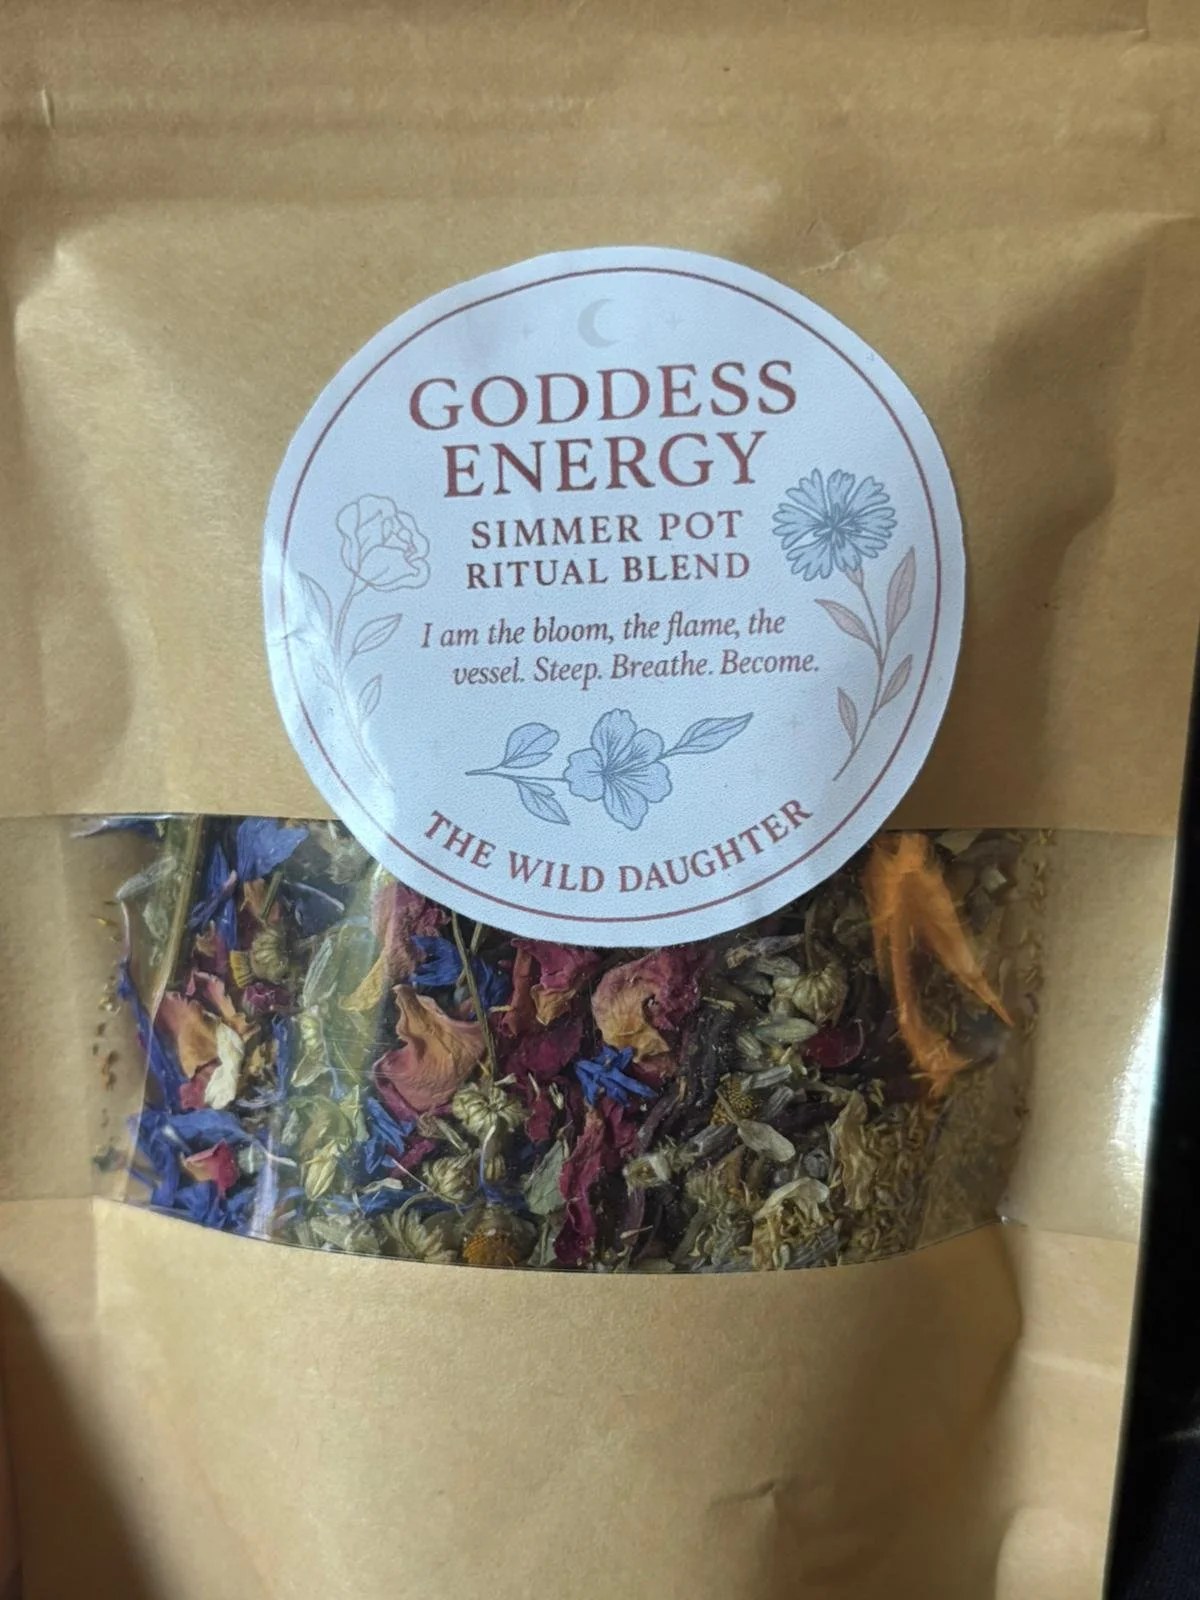 GODDESS
ENERGY
SIMMER POT
RITUAL BLEND
I am the bloom, the flame, the
vessel. Steep. Breathe. Become.
THE WILD DAUGHTER